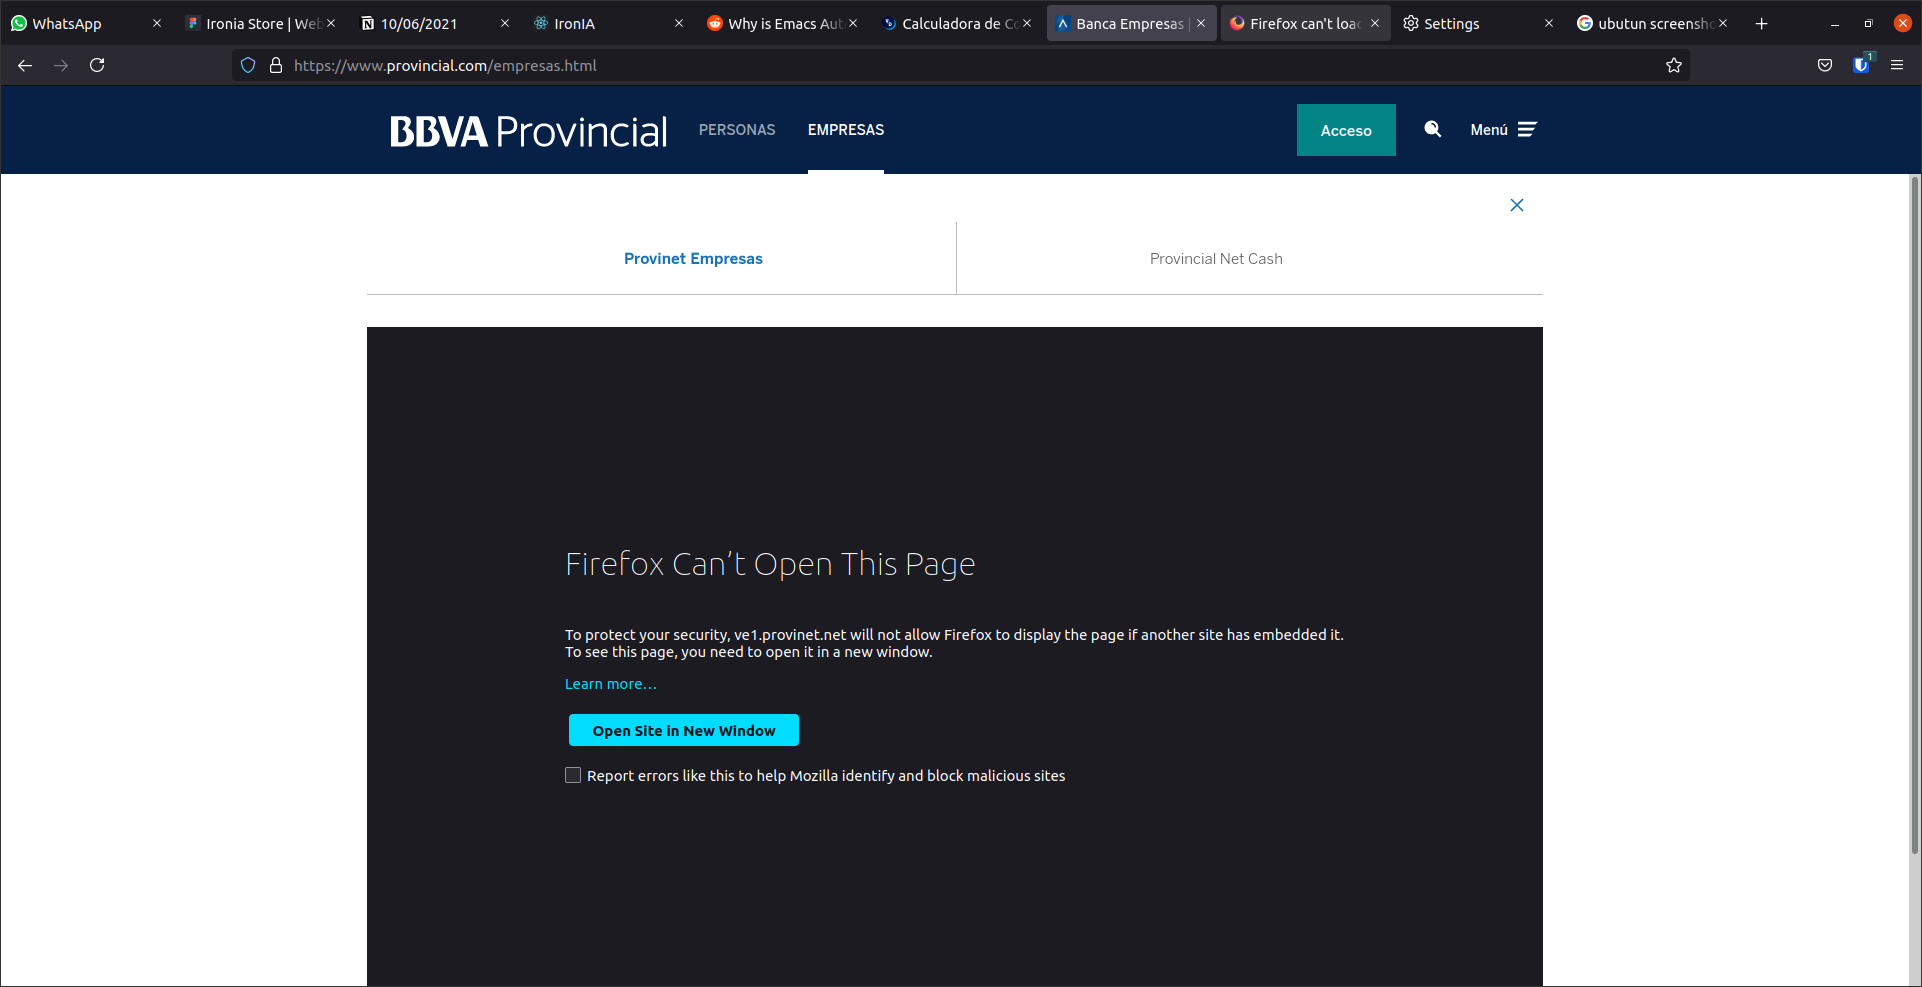 WhatsApp
Ironia Store | Web
10/06/2021
IronIA
Why is Emacs Aut
Calculadora de Co
Banca Empresas |
Firefox can't loa
Settings
ubutun screensho
https://www.provincial.com/empresas.html
1
BBVA Provincial
PERSONAS
EMPRESAS
Acceso
Menú
Provinet Empresas
Provincial Net Cash
Firefox Can’t Open This Page
To protect your security, ve1.provinet.net will not allow Firefox to display the page if another site has embedded it.
To see this page, you need to open it in a new window.
Learn more…
Open Site in New Window
Report errors like this to help Mozilla identify and block malicious sites